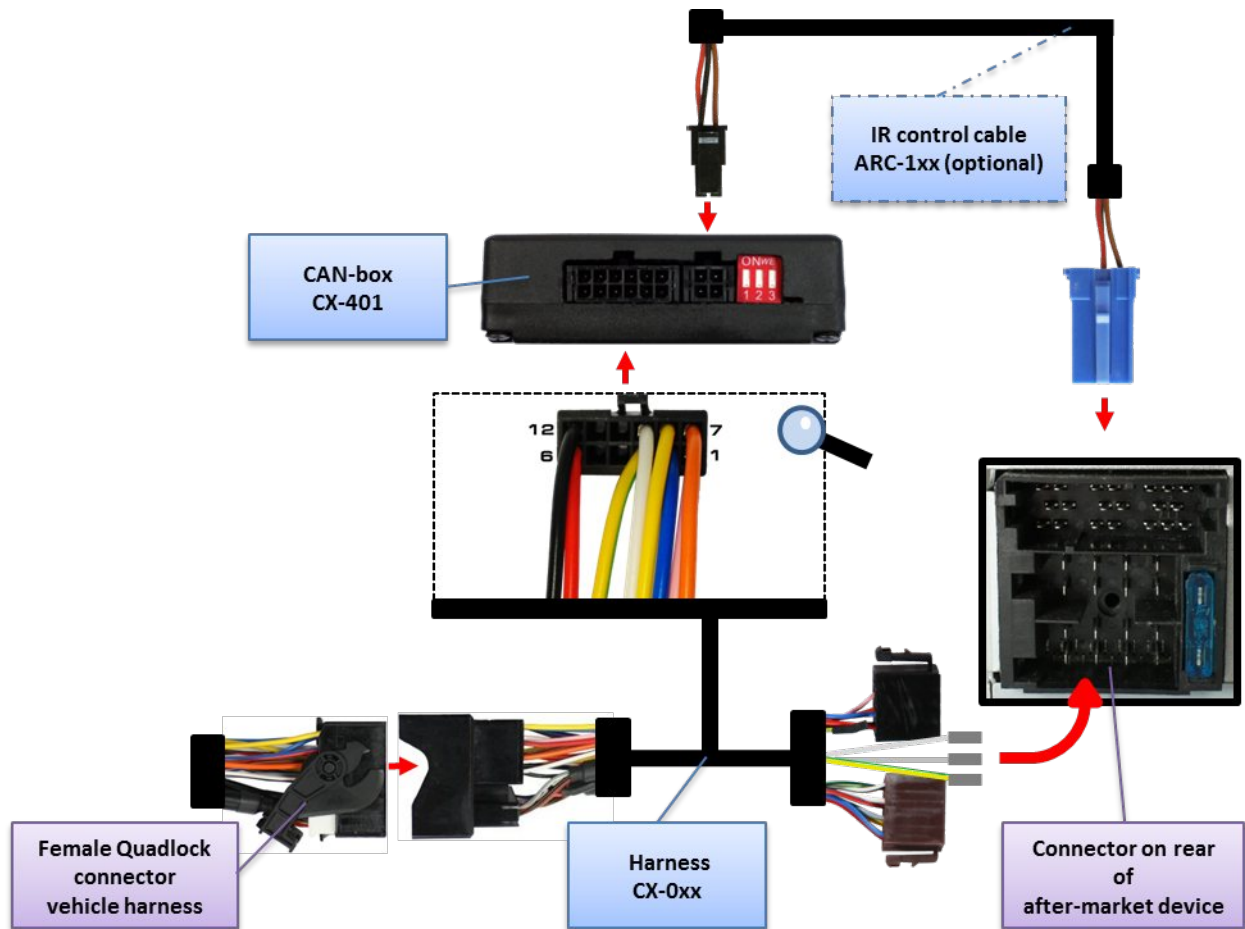 IR control cable
ARC-1xx (optional)
CAN-box
CX-401
ON
1 2 3
12
7
6
1
Female Quadlock
connector
vehicle harness
Harness
CX-0xx
Connector on rear
of
after-market device